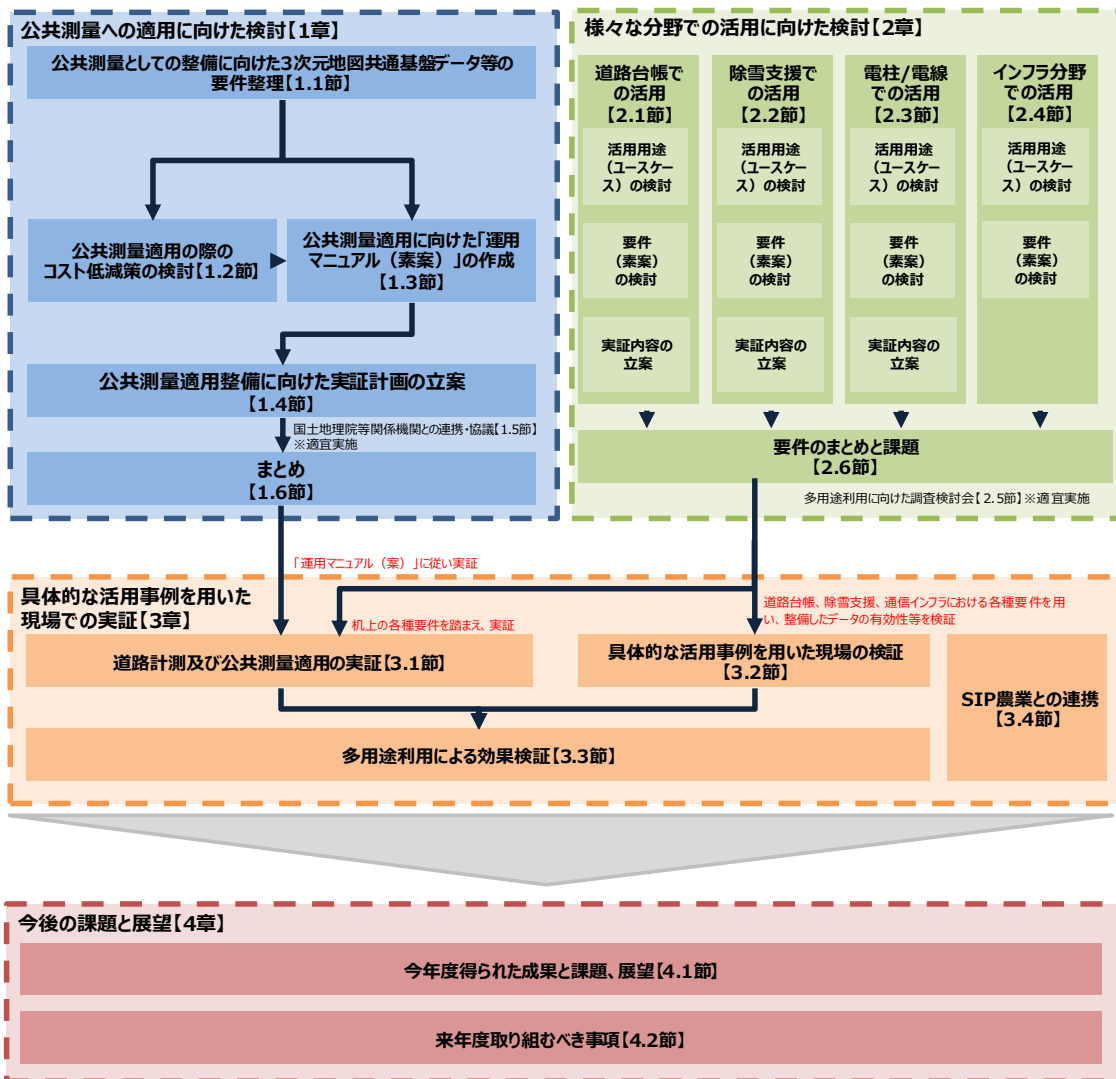 公共測量への適用に向けた検討【1章】
公共測量としての整備に向けた3次元地図共通基盤データ等の
要件整理【1.1節】
公共測量適用の際の
コスト低減策の検討【1.2節】
公共測量適用に向けた「運用
マニュアル（素案）」の作成
【1.3節】
公共測量適用整備に向けた実証計画の立案
【1.4節】
国土地理院等関係機関との連携・協議【1.5節】
※適宜実施
まとめ
【1.6節】
様々な分野での活用に向けた検討【2章】
道路台帳で
の活用
【2.1節】
活用用途
（ユースケー
ス）の検討
要件
（素案）
の検討
実証内容の
立案
除雪支援で
の活用
【2.2節】
活用用途
（ユースケー
ス）の検討
要件
（素案）
の検討
実証内容の
立案
電柱/電線
での活用
【2.3節】
活用用途
（ユースケー
ス）の検討
要件
（素案）
の検討
実証内容の
立案
インフラ分野
での活用
【2.4節】
活用用途
（ユースケー
ス）の検討
要件
（素案）
の検討
要件のまとめと課題
【2.6節】
多用途利用に向けた調査検討会【2.5節】※適宜実施
「運用マニュアル（案）」に従い実証
具体的な活用事例を用いた
現場での実証【3章】
机上の各種要件を踏まえ、実証
道路台帳、除雪支援、通信インフラにおける各種要件を用
い、整備したデータの有効性等を検証
道路計測及び公共測量適用の実証【3.1節】
具体的な活用事例を用いた現場の検証
【3.2節】
多用途利用による効果検証【3.3節】
SIP農業との連携
【3.4節】
今後の課題と展望【4章】
今年度得られた成果と課題、展望【4.1節】
来年度取り組むべき事項【4.2節】